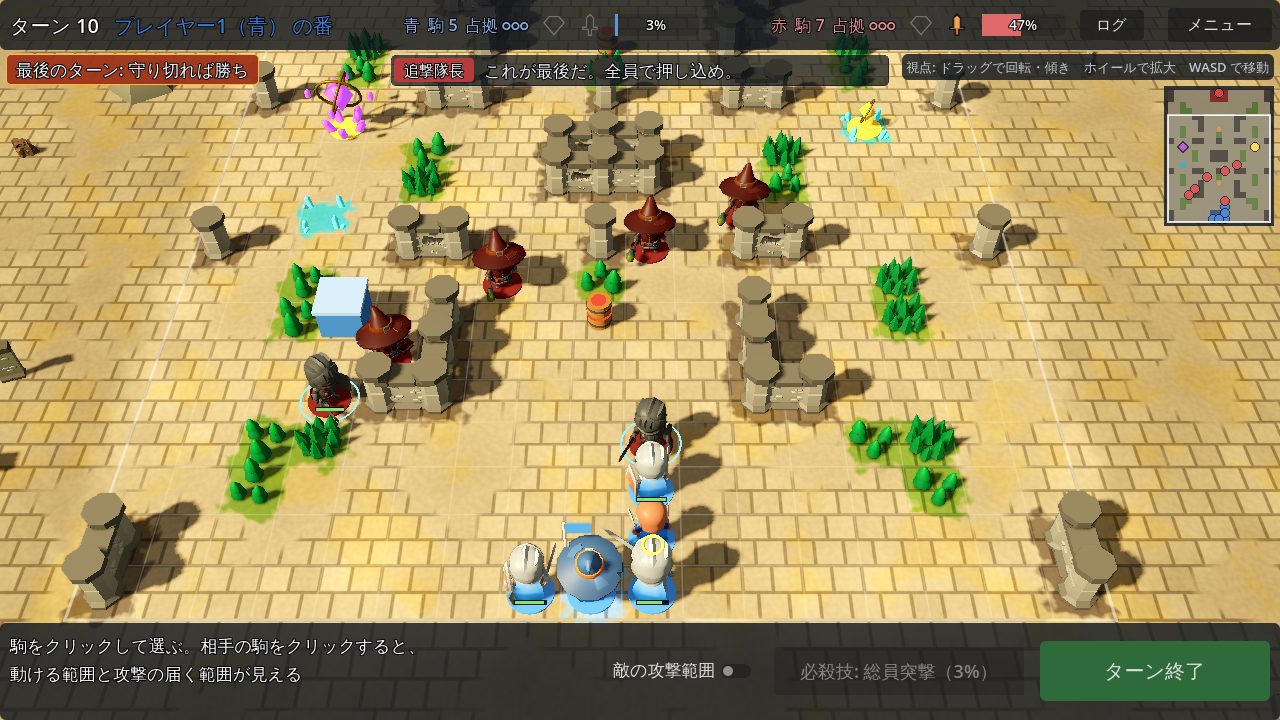 ターン 10 プレイヤー1（青） の番
青 駒 5 占拠 ooo
3%
赤 駒 7 占拠 ooo
47%
ログ
メニュー
最後のターン: 守り切れば勝ち
追撃隊長 これが最後だ。全員で押し込め。
視点: ドラッグで回転・傾き ホイールで拡大 WASD で移動
駒をクリックして選ぶ。相手の駒をクリックすると、
動ける範囲と攻撃の届く範囲が見える
敵の攻撃範囲
必殺技: 総員突撃（3%）
ターン終了